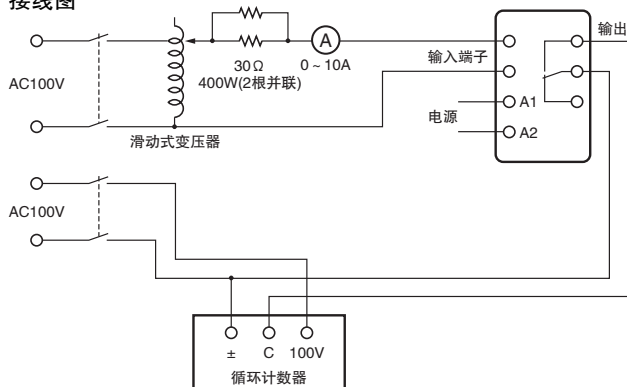 接线图
AC100V
30Ω
400W(2根并联)
A
0～10A
滑动式变压器
输入端子
电源
A1
A2
输出
AC100V
± C 100V
循环计数器